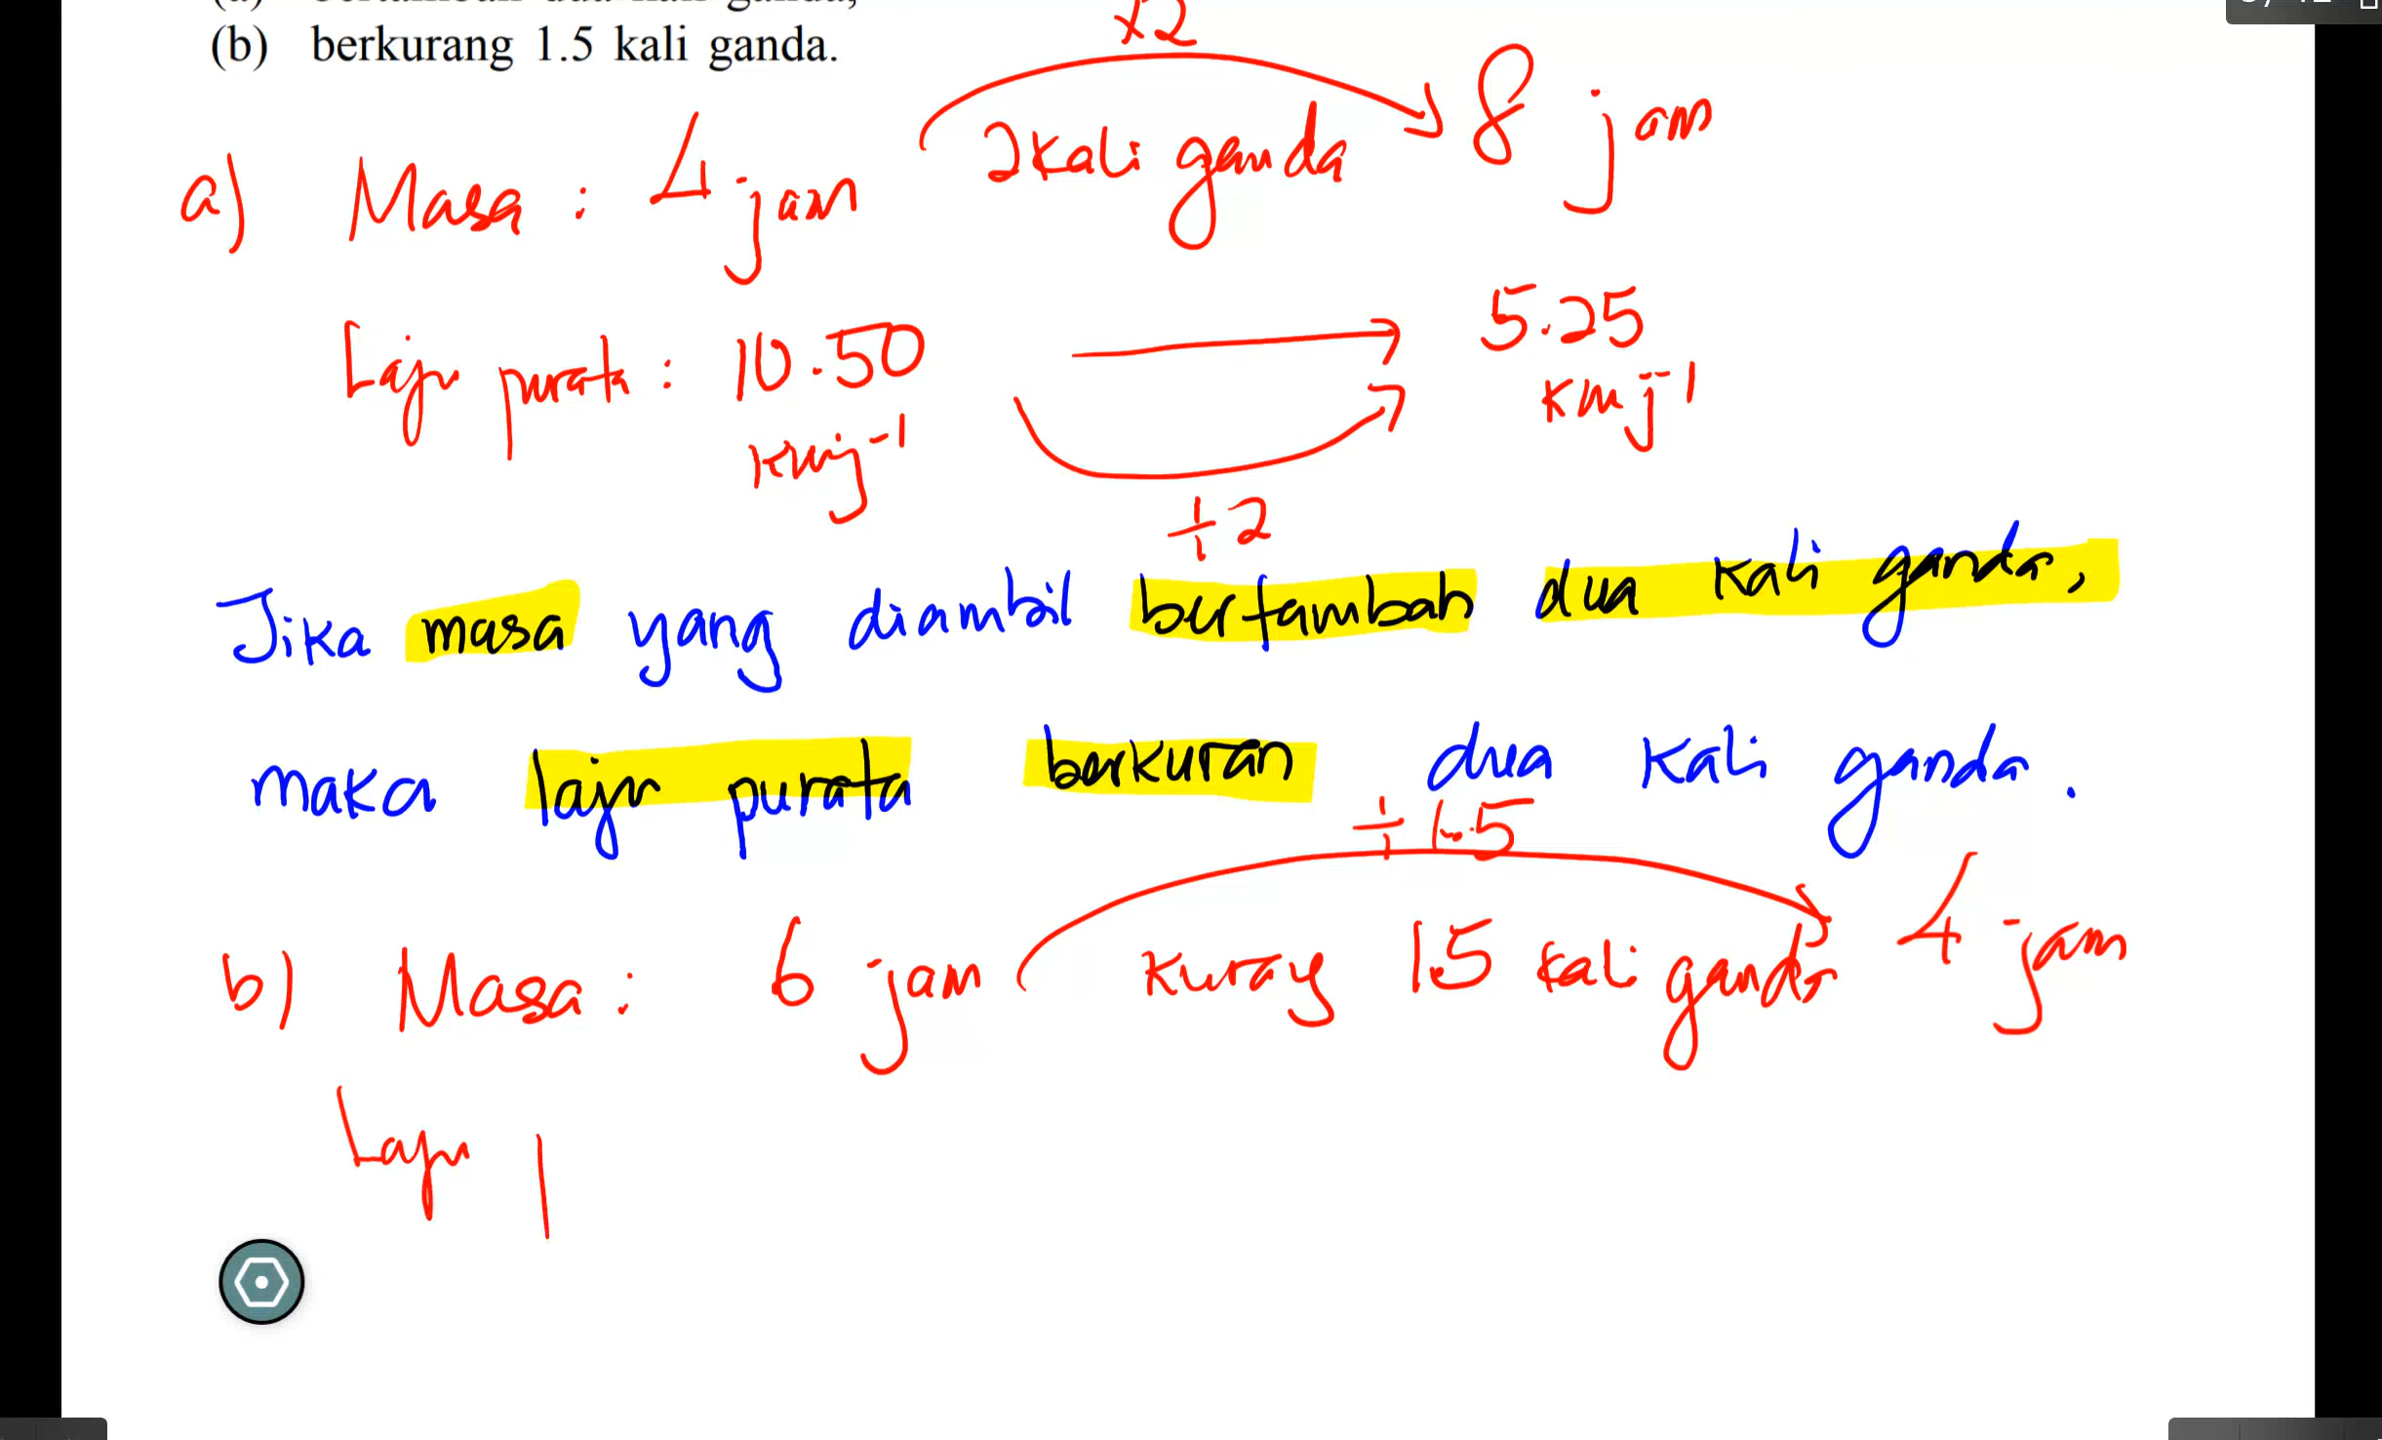 (b) berkurang 1.5 kali ganda.
×2
a) Masa : 4 jam 2 kali ganda 8 jam
Laju purata : 10.50 5.25
kmj⁻¹ kmj⁻¹
÷2
Jika masa yang diambil bertambah dua kali ganda,
maka laju purata berkuran dua kali ganda.
÷ 1.5
b) Masa : 6 jam kurang 1.5 kali ganda 4 jam
Laju